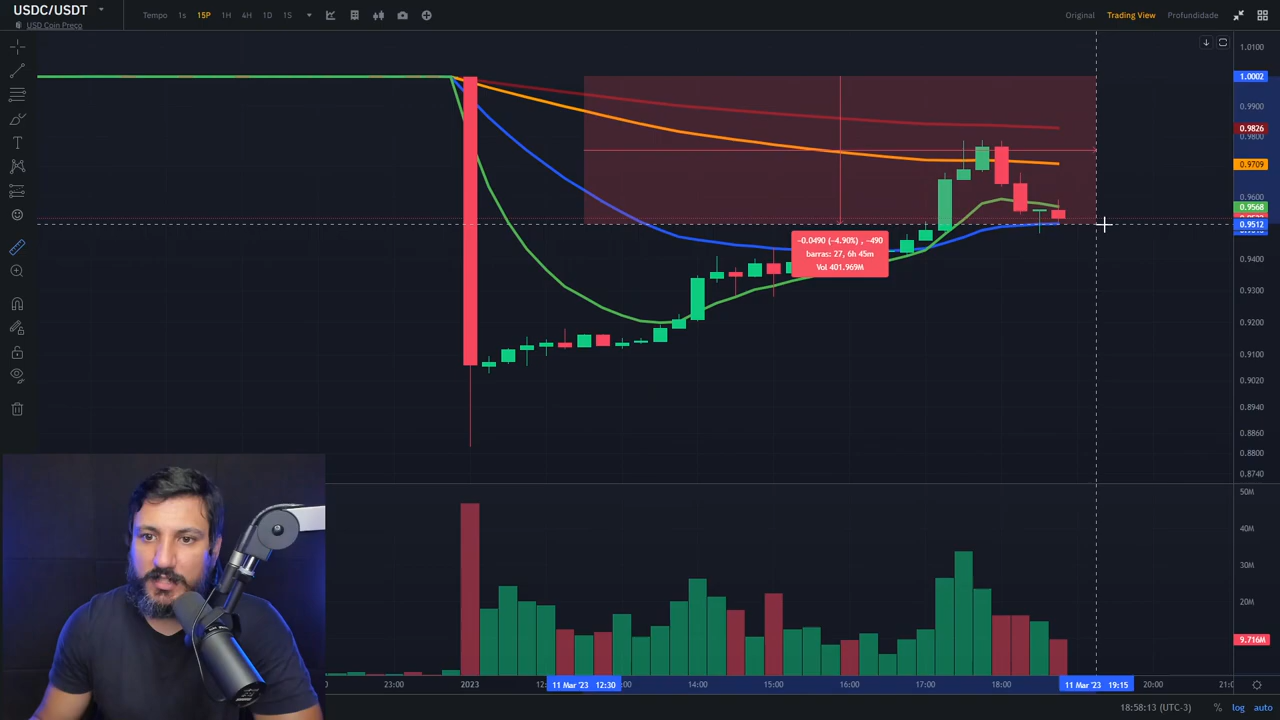 USDC/USDT
USD Coin Preço
Tempo 1s 15P 1H 4H 1D 1S
Original Trading View Profundidade
1.0100
1.0002
0.9900
0.9826
0.9800
0.9709
0.9600
0.9568
0.9512
0.9400
0.9300
0.9200
0.9100
0.9020
0.8940
0.8860
0.8800
0.8740
−0.0490 (−4.90%) , −490
barras: 27, 6h 45m
Vol 401.969M
50M
40M
30M
20M
9.716M
23:00 2023 11 Mar '23 12:30 14:00 15:00 16:00 17:00 18:00 11 Mar '23 19:15 20:00
18:58:13 (UTC-3) % log auto